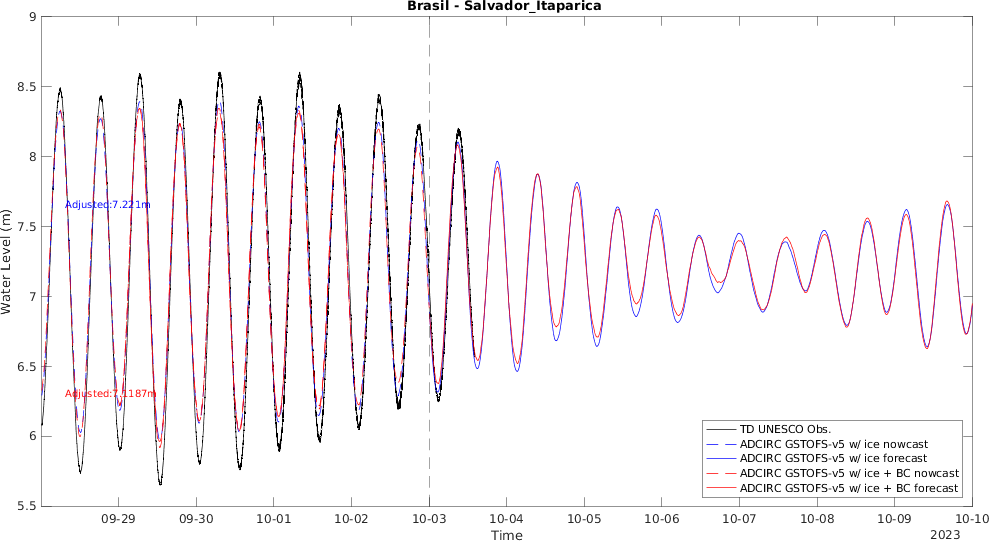 Brasil - Salvador_Itaparica
Water Level (m)
9
8.5
8
7.5
7
6.5
6
5.5
Adjusted:7.221m
Adjusted:7.1187m
TD UNESCO Obs.
ADCIRC GSTOFS-v5 w/ ice nowcast
ADCIRC GSTOFS-v5 w/ ice forecast
ADCIRC GSTOFS-v5 w/ ice + BC nowcast
ADCIRC GSTOFS-v5 w/ ice + BC forecast
09-29 09-30 10-01 10-02 10-03 10-04 10-05 10-06 10-07 10-08 10-09 10-10
Time
2023